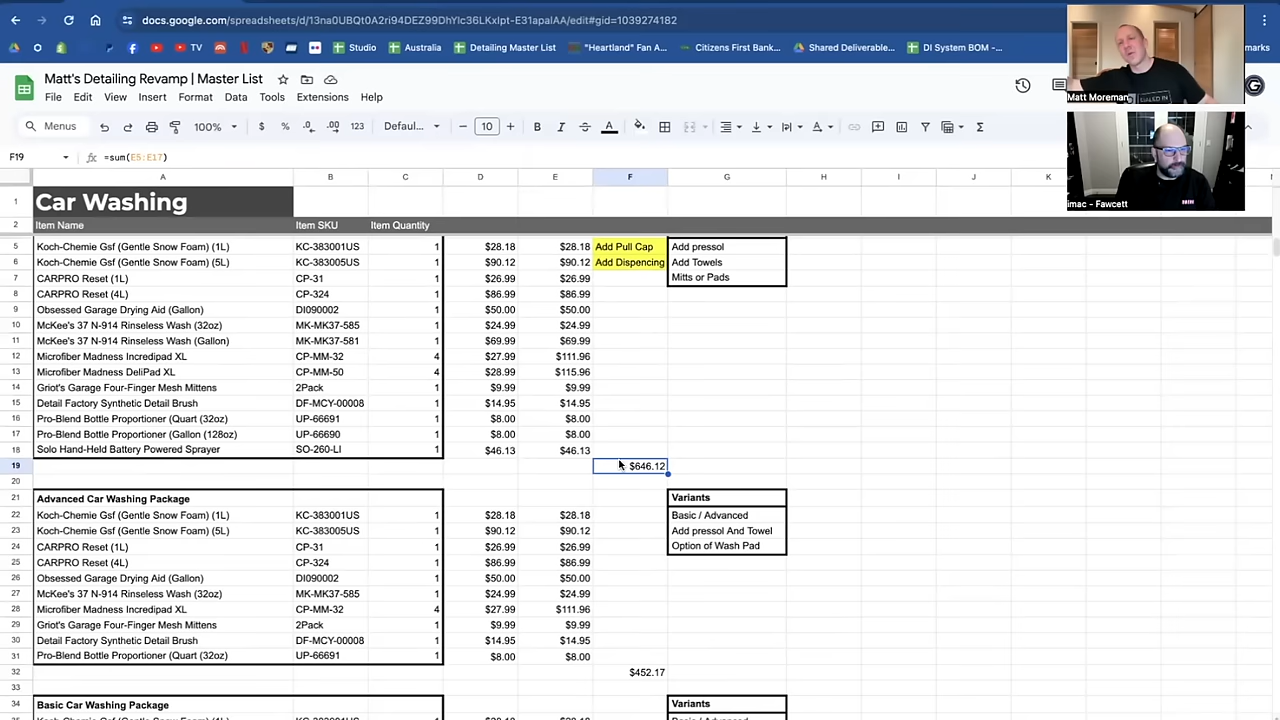 docs.google.com/spreadsheets/d/13na0UBQt0A2ri94DEZ99DhYlc36LKxIpt-E31apalAA/edit#gid=1039274182
TV Studio Australia Detailing Master List "Heartland" Fan A... Citizens First Bank... Shared Deliverable... DI System BOM -... kmarks
Matt's Detailing Revamp | Master List
File Edit View Insert Format Data Tools Extensions Help
Menus 100% $ % .0 .00 123 Defaul... 10 B I A
Matt Moreman
imac - Fawcett
F19 fx =sum(E5:E17)
A B C D E F G H I J K
1 Car Washing
2 Item Name Item SKU Item Quantity
5 Koch-Chemie Gsf (Gentle Snow Foam) (1L) KC-383001US 1 $28.18 $28.18 Add Pull Cap Add pressol
6 Koch-Chemie Gsf (Gentle Snow Foam) (5L) KC-383005US 1 $90.12 $90.12 Add Dispencing Add Towels
7 CARPRO Reset (1L) CP-31 1 $26.99 $26.99 Mitts or Pads
8 CARPRO Reset (4L) CP-324 1 $86.99 $86.99
9 Obsessed Garage Drying Aid (Gallon) DI090002 1 $50.00 $50.00
10 McKee's 37 N-914 Rinseless Wash (32oz) MK-MK37-585 1 $24.99 $24.99
11 McKee's 37 N-914 Rinseless Wash (Gallon) MK-MK37-581 1 $69.99 $69.99
12 Microfiber Madness Incredipad XL CP-MM-32 4 $27.99 $111.96
13 Microfiber Madness DeliPad XL CP-MM-50 4 $28.99 $115.96
14 Griot's Garage Four-Finger Mesh Mittens 2Pack 1 $9.99 $9.99
15 Detail Factory Synthetic Detail Brush DF-MCY-00008 1 $14.95 $14.95
16 Pro-Blend Bottle Proportioner (Quart (32oz) UP-66691 1 $8.00 $8.00
17 Pro-Blend Bottle Proportioner (Gallon (128oz) UP-66690 1 $8.00 $8.00
18 Solo Hand-Held Battery Powered Sprayer SO-260-LI 1 $46.13 $46.13
19 $646.12
20
21 Advanced Car Washing Package Variants
22 Koch-Chemie Gsf (Gentle Snow Foam) (1L) KC-383001US 1 $28.18 $28.18 Basic / Advanced
23 Koch-Chemie Gsf (Gentle Snow Foam) (5L) KC-383005US 1 $90.12 $90.12 Add pressol And Towel
24 CARPRO Reset (1L) CP-31 1 $26.99 $26.99 Option of Wash Pad
25 CARPRO Reset (4L) CP-324 1 $86.99 $86.99
26 Obsessed Garage Drying Aid (Gallon) DI090002 1 $50.00 $50.00
27 McKee's 37 N-914 Rinseless Wash (32oz) MK-MK37-585 1 $24.99 $24.99
28 Microfiber Madness Incredipad XL CP-MM-32 4 $27.99 $111.96
29 Griot's Garage Four-Finger Mesh Mittens 2Pack 1 $9.99 $9.99
30 Detail Factory Synthetic Detail Brush DF-MCY-00008 1 $14.95 $14.95
31 Pro-Blend Bottle Proportioner (Quart (32oz) UP-66691 1 $8.00 $8.00
32 $452.17
33
34 Basic Car Washing Package Variants